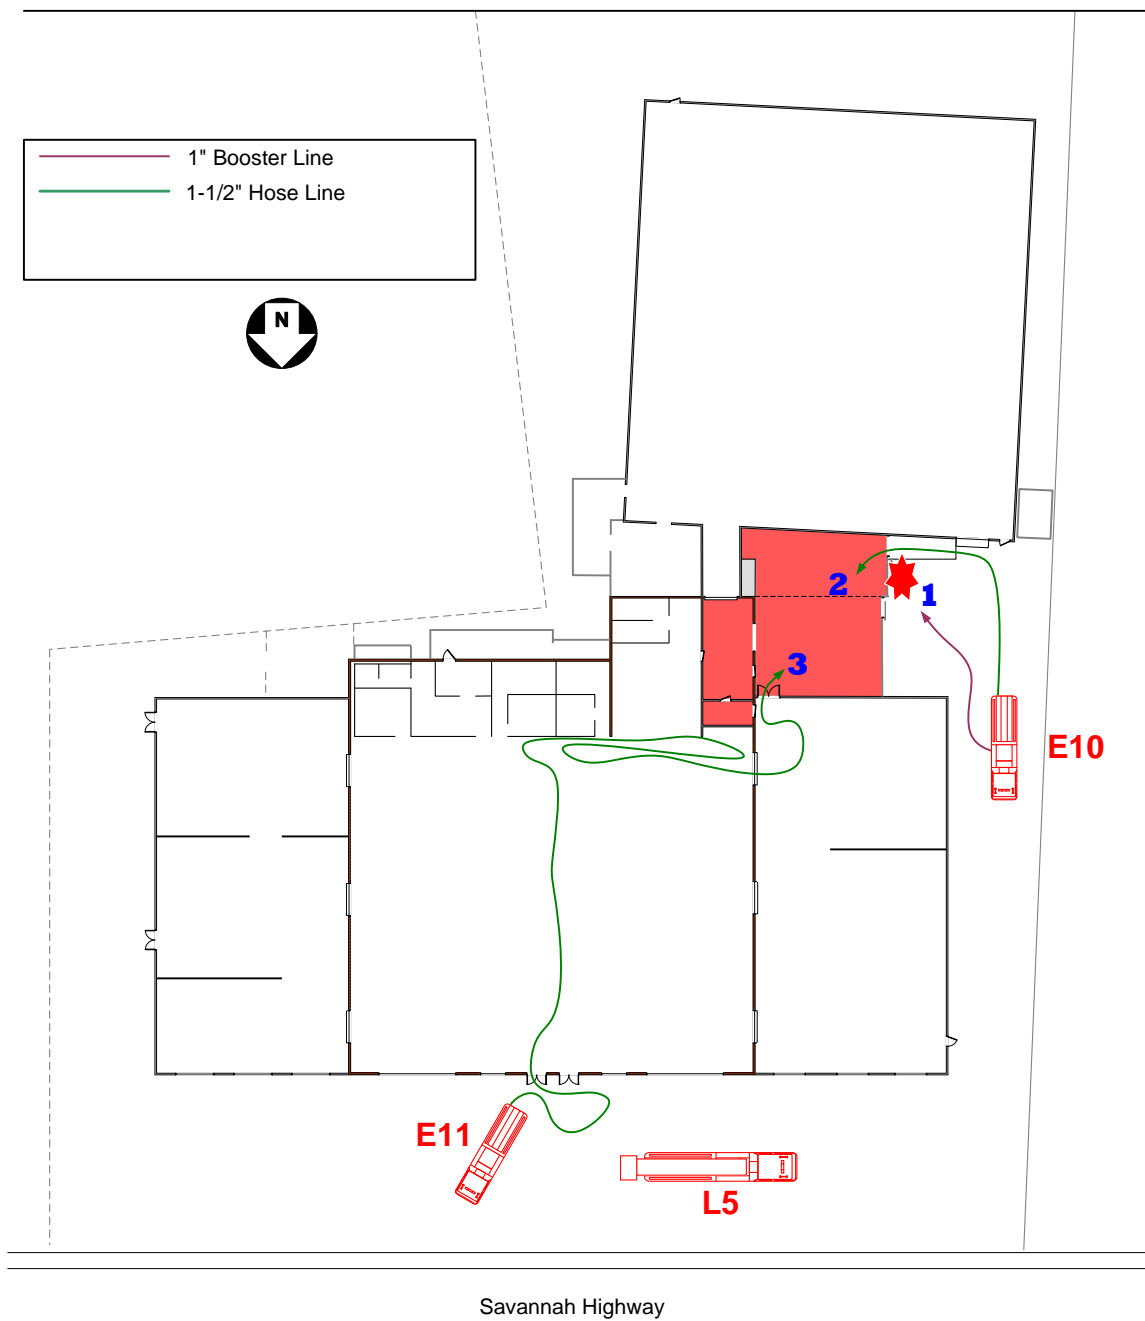 1" Booster Line
1-1/2" Hose Line
N
2
1
3
E10
E11
L5
Savannah Highway